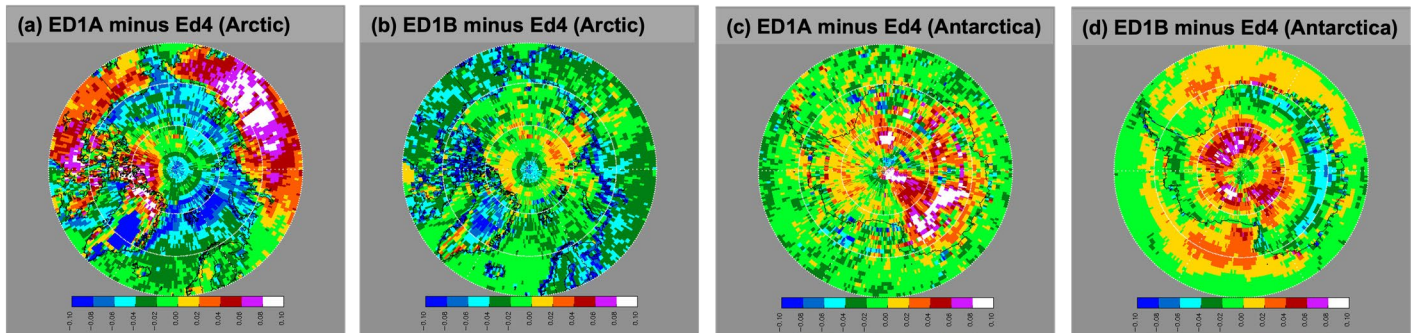 (a) ED1A minus Ed4 (Arctic)
(b) ED1B minus Ed4 (Arctic)
(c) ED1A minus Ed4 (Antarctica)
(d) ED1B minus Ed4 (Antarctica)
−0.10 −0.08 −0.06 −0.04 −0.02 0.00 0.02 0.04 0.06 0.08 0.10
−0.10 −0.08 −0.06 −0.04 −0.02 0.00 0.02 0.04 0.06 0.08 0.10
−0.10 −0.08 −0.06 −0.04 −0.02 0.00 0.02 0.04 0.06 0.08 0.10
−0.10 −0.08 −0.06 −0.04 −0.02 0.00 0.02 0.04 0.06 0.08 0.10